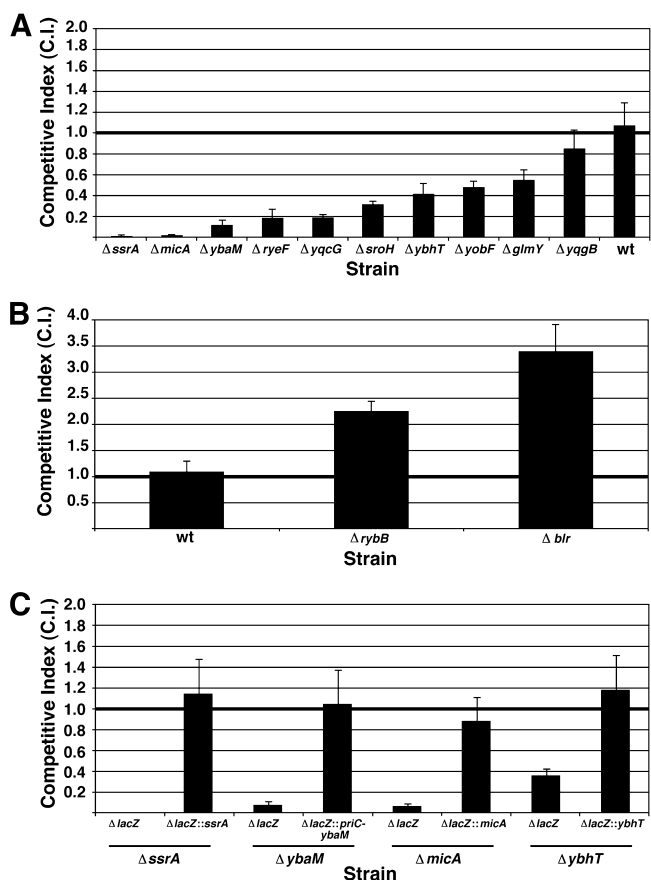 A
Competitive Index (C.I.)
2.0
1.8
1.6
1.4
1.2
1.0
0.8
0.6
0.4
0.2
ΔssrA ΔmicA ΔybaM ΔryeF ΔyqcG ΔsroH ΔybhT ΔyobF ΔglmY ΔyqgB wt
Strain
B
Competitive Index (C.I.)
4.0
3.5
3.0
2.5
2.0
1.5
1.0
0.5
wt ΔrybB Δblr
Strain
C
Competitive Index (C.I.)
2.0
1.8
1.6
1.4
1.2
1.0
0.8
0.6
0.4
0.2
ΔlacZ ΔlacZ::ssrA ΔlacZ ΔlacZ::priC-ybaM ΔlacZ ΔlacZ::micA ΔlacZ ΔlacZ::ybhT
ΔssrA ΔybaM ΔmicA ΔybhT
Strain